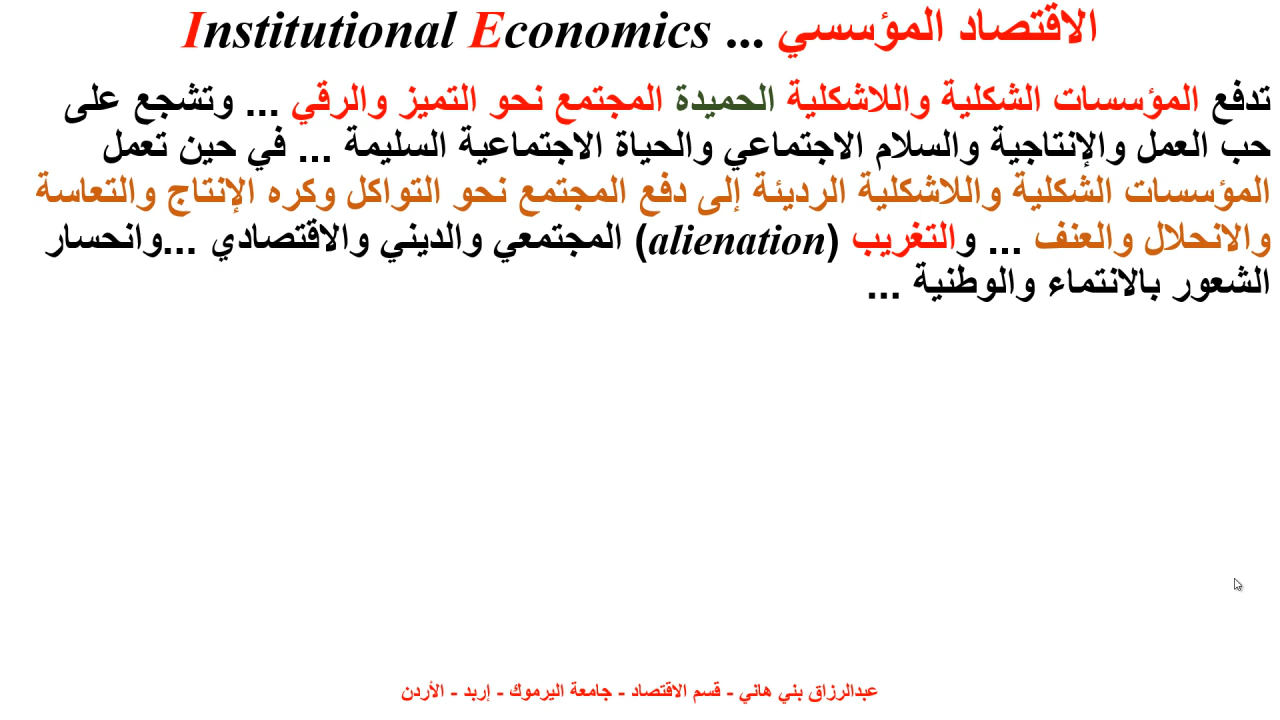 الاقتصاد المؤسسي ... Institutional Economics
تدفع المؤسسات الشكلية واللاشكلية الحميدة المجتمع نحو التميز والرقي ... وتشجع على
حب العمل والإنتاجية والسلام الاجتماعي والحياة الاجتماعية السليمة ... في حين تعمل
المؤسسات الشكلية واللاشكلية الرديئة إلى دفع المجتمع نحو التواكل وكره الإنتاج والتعاسة
والانحلال والعنف ... والتغريب (alienation) المجتمعي والديني والاقتصادي ...وانحسار
الشعور بالانتماء والوطنية ...
عبدالرزاق بني هاني - قسم الاقتصاد - جامعة اليرموك - إربد - الأردن